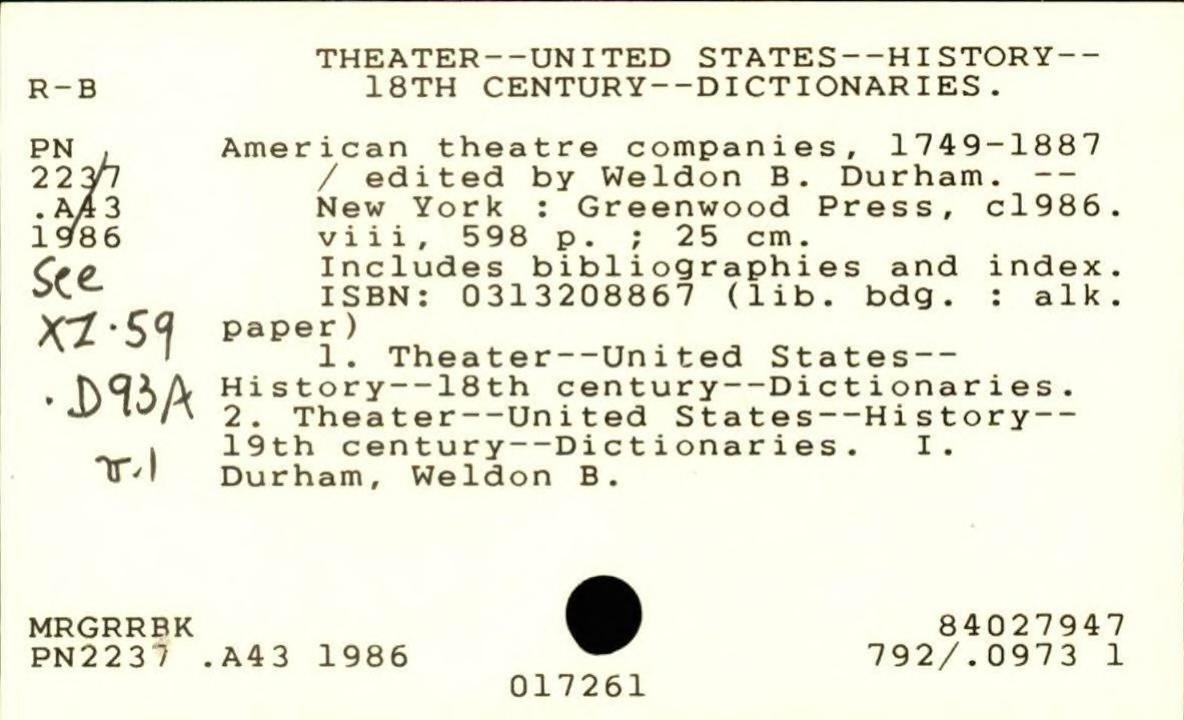 THEATER--UNITED STATES--HISTORY--
R-B 18TH CENTURY--DICTIONARIES.
PN American theatre companies, 1749-1887
2237 / edited by Weldon B. Durham. --
.A43 New York : Greenwood Press, c1986.
1986 viii, 598 p. ; 25 cm.
See Includes bibliographies and index.
ISBN: 0313208867 (lib. bdg. : alk.
XZ.59 paper)
1. Theater--United States--
.D93A History--18th century--Dictionaries.
2. Theater--United States--History--
19th century--Dictionaries. I.
v.1 Durham, Weldon B.
MRGRRBK 84027947
PN2237 .A43 1986 792/.0973 1
017261